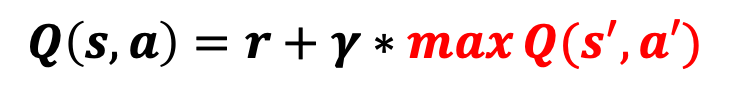 Q(s, a) = r + γ * max Q(s′, a′)